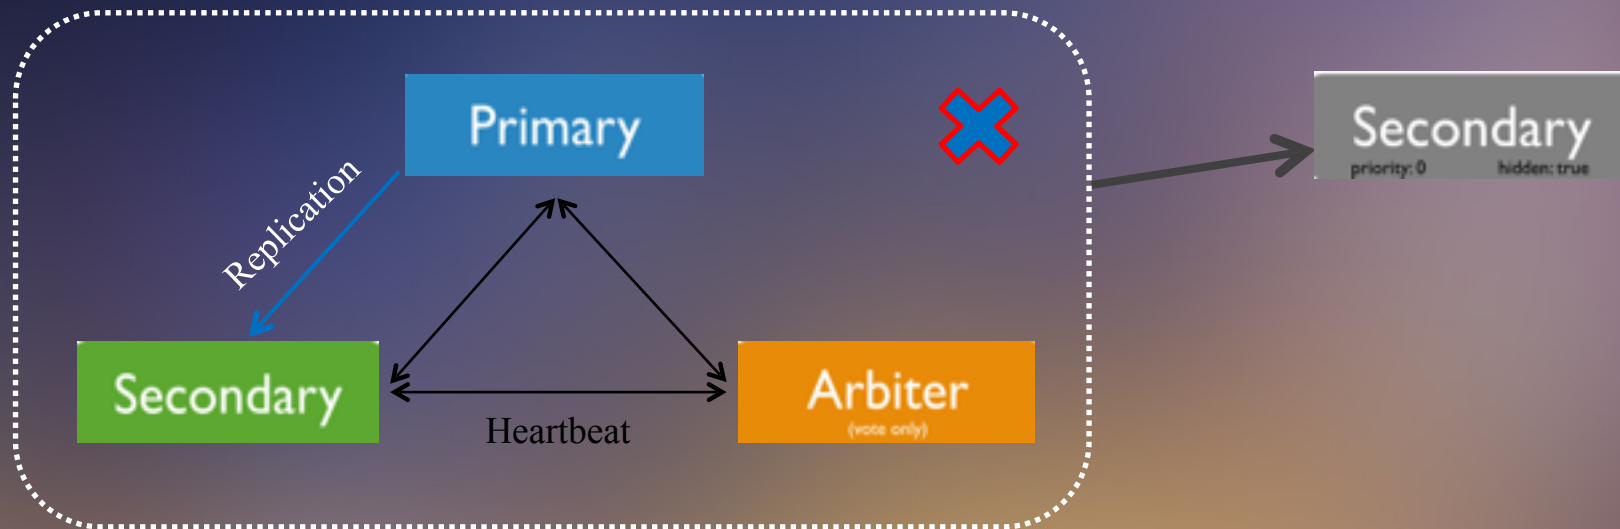 Primary
Secondary
priority: 0 hidden: true
Replication
Secondary
Arbiter
(vote only)
Heartbeat